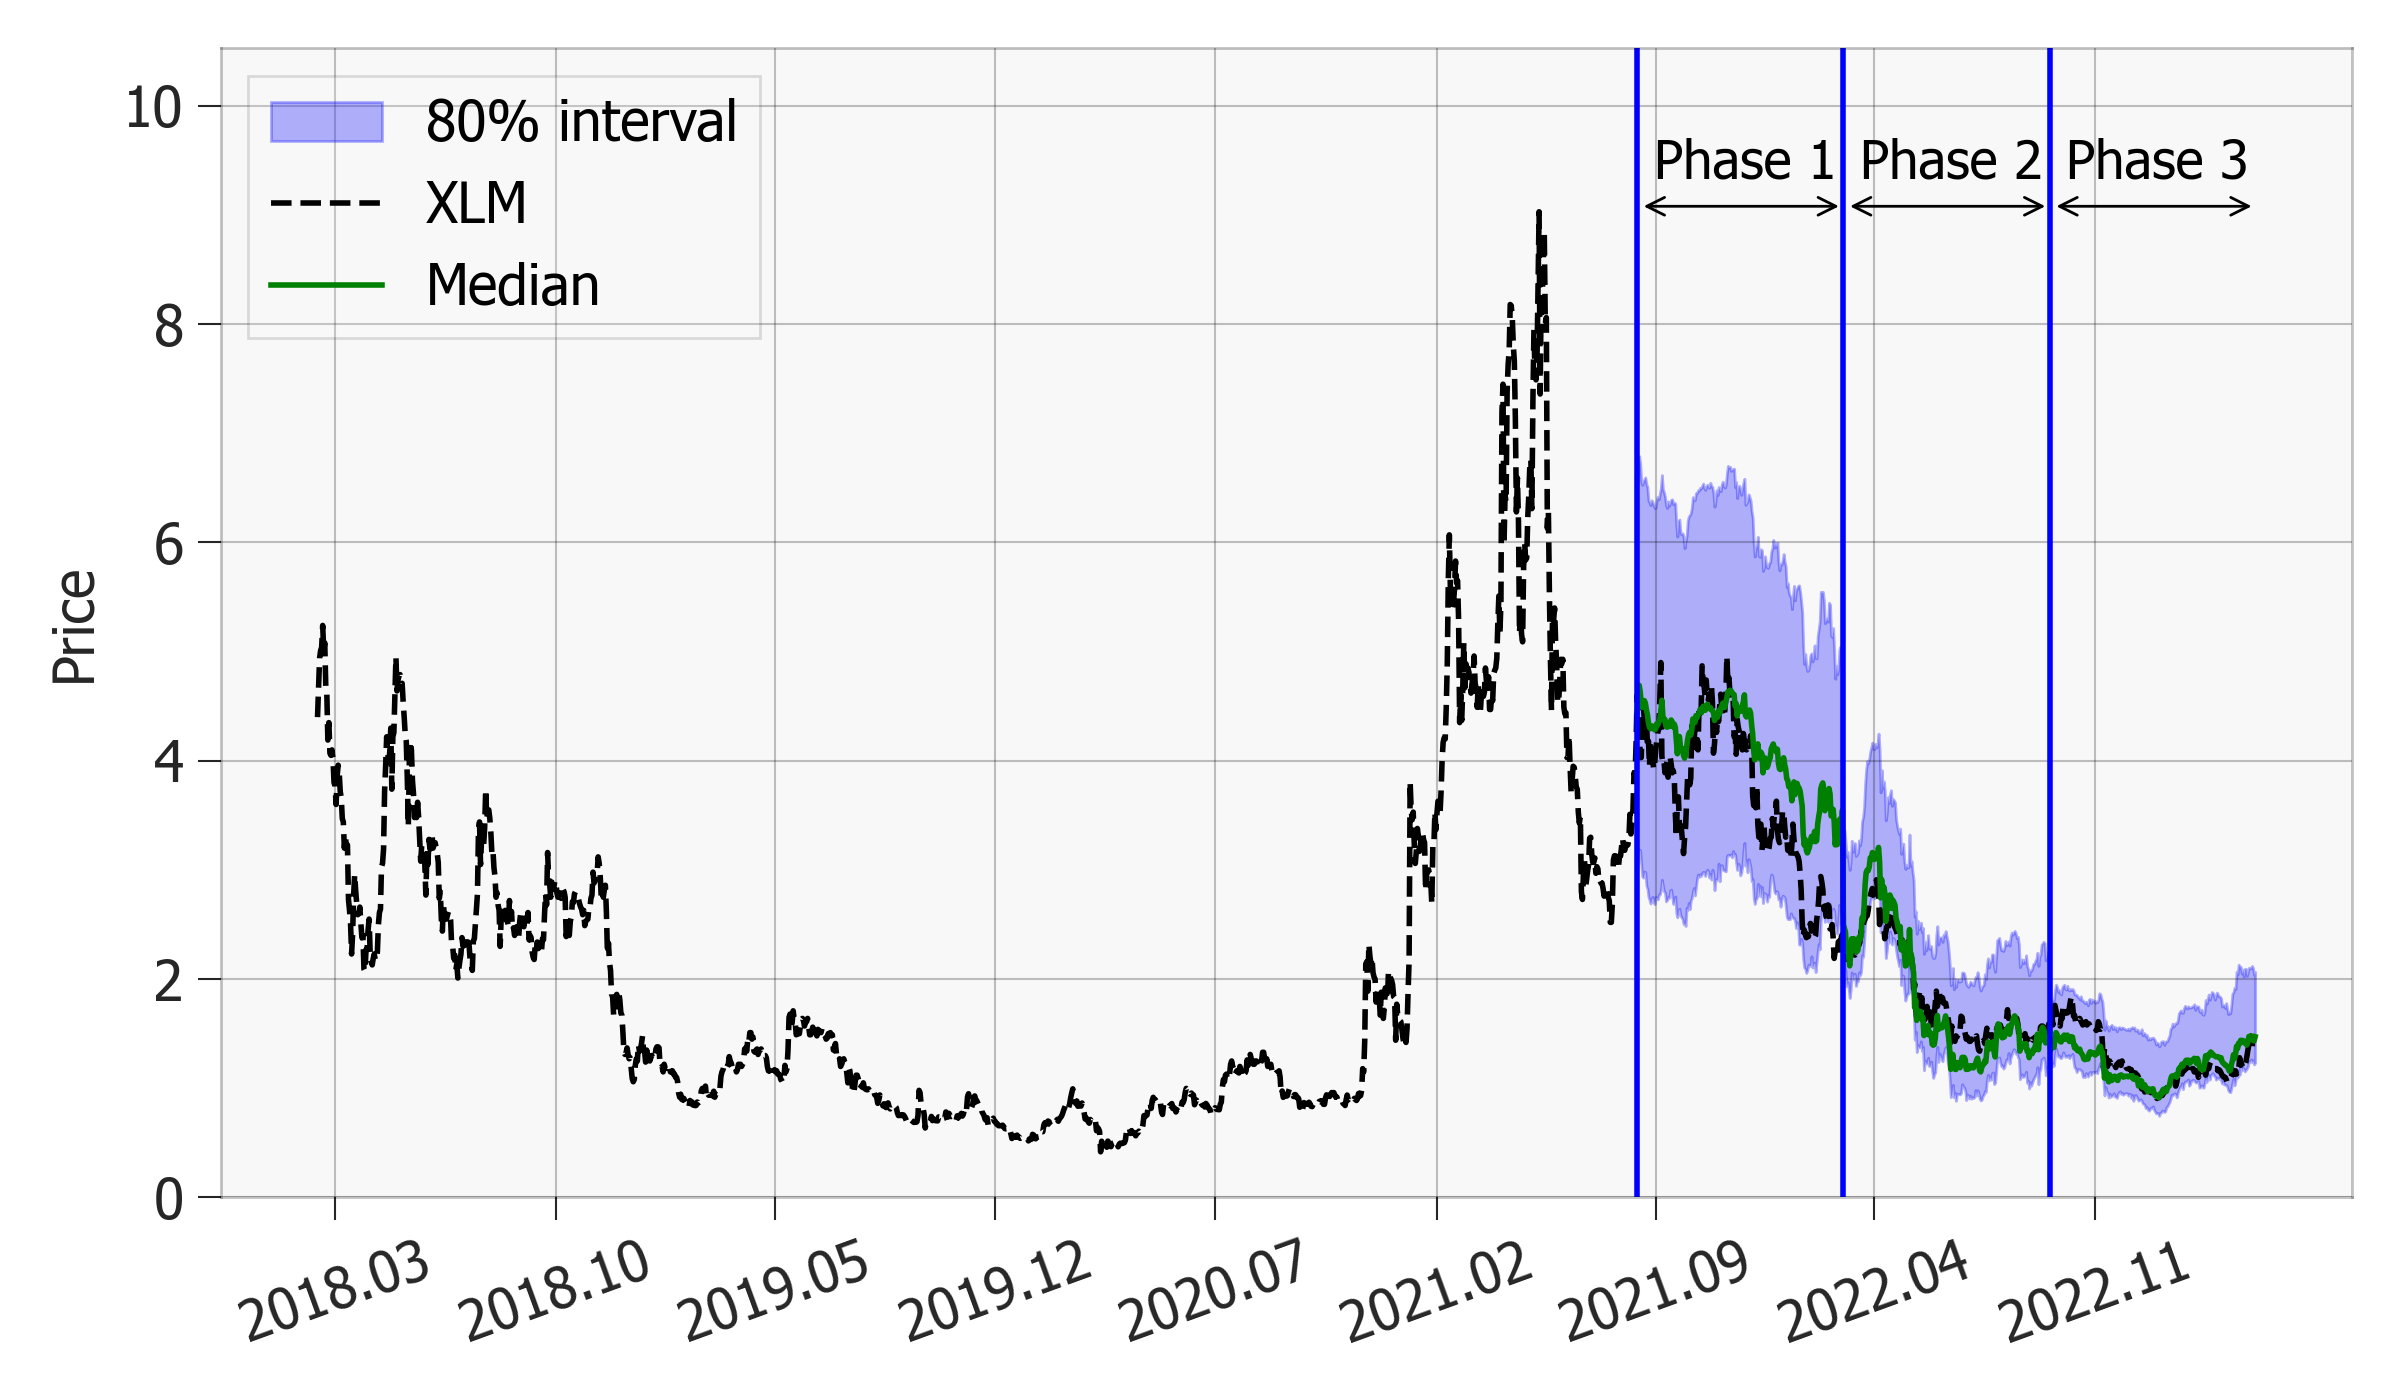 80% interval
XLM
Median
Phase 1
Phase 2
Phase 3
Price
10
8
6
4
2
0
2018.03
2018.10
2019.05
2019.12
2020.07
2021.02
2021.09
2022.04
2022.11